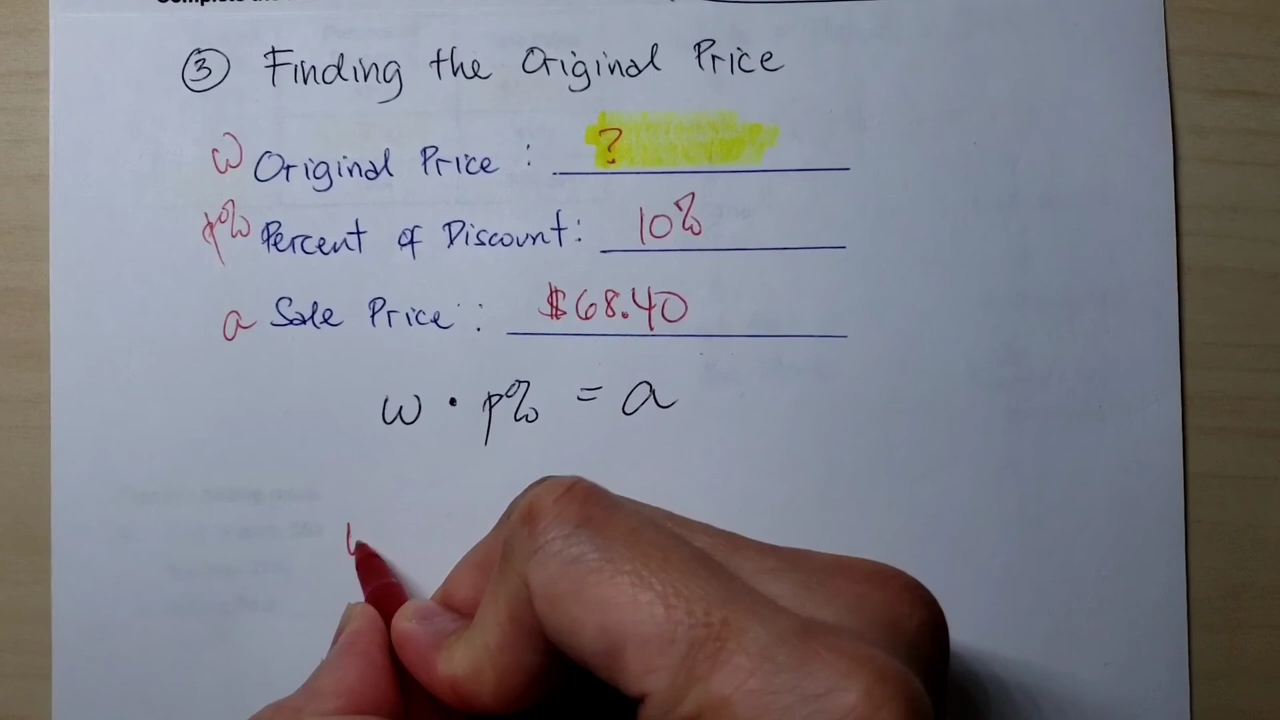 ③ Finding the Original Price
w Original Price : ?
p% Percent of Discount: 10%
a Sale Price : $68.40
w · p% = a